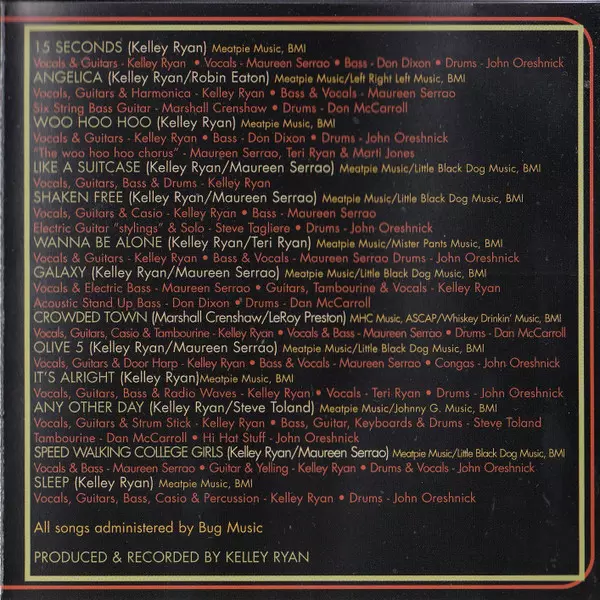 15 SECONDS (Kelley Ryan) Meatpie Music, BMI
Vocals & Guitars - Kelley Ryan • Vocals - Maureen Serrao • Bass - Don Dixon • Drums - John Oreshnick
ANGELICA (Kelley Ryan/Robin Eaton) Meatpie Music/Left Right Left Music, BMI
Vocals, Guitars & Harmonica - Kelley Ryan • Bass & Vocals - Maureen Serrao
Six String Bass Guitar - Marshall Crenshaw • Drums - Dan McCarroll
WOO HOO HOO (Kelley Ryan) Meatpie Music, BMI
Vocals & Guitars - Kelley Ryan • Bass - Don Dixon • Drums - John Oreshnick
"The woo hoo hoo chorus" - Maureen Serrao, Teri Ryan & Marti Jones
LIKE A SUITCASE (Kelley Ryan/Maureen Serrao) Meatpie Music/Little Black Dog Music, BMI
Vocals, Guitars, Bass & Drums - Kelley Ryan
SHAKEN FREE (Kelley Ryan/Maureen Serrao) Meatpie Music/Little Black Dog Music, BMI
Vocals, Guitars & Casio - Kelley Ryan • Bass - Maureen Serrao
Electric Guitar "stylings" & Solo - Steve Tagliere • Drums - John Oreshnick
WANNA BE ALONE (Kelley Ryan/Teri Ryan) Meatpie Music/Mister Pants Music, BMI
Vocals & Guitars - Kelley Ryan • Bass & Vocals - Maureen Serrao Drums - John Oreshnick
GALAXY (Kelley Ryan/Maureen Serrao) Meatpie Music/Little Black Dog Music, BMI
Vocals & Electric Bass - Maureen Serrao • Guitars, Tambourine & Vocals - Kelley Ryan
Acoustic Stand Up Bass - Don Dixon • Drums - Dan McCarroll
CROWDED TOWN (Marshall Crenshaw/LeRoy Preston) MHC Music, ASCAP/Whiskey Drinkin' Music, BMI
Vocals, Guitars, Casio & Tambourine - Kelley Ryan • Vocals & Bass - Maureen Serrao • Drums - Dan McCarroll
OLIVE 5 (Kelley Ryan/Maureen Serrao) Meatpie Music/Little Black Dog Music, BMI
Vocals, Guitars & Door Harp - Kelley Ryan • Bass & Vocals - Maureen Serrao • Congas - John Oreshnick
IT'S ALRIGHT (Kelley Ryan)Meatpie Music, BMI
Vocals, Guitars, Bass & Radio Waves - Kelley Ryan • Vocals - Teri Ryan • Drums - John Oreshnick
ANY OTHER DAY (Kelley Ryan/Steve Toland) Meatpie Music/Johnny G. Music, BMI
Vocals, Guitars & Strum Stick - Kelley Ryan • Bass, Guitar, Keyboards & Drums - Steve Toland
Tambourine - Dan McCarroll • Hi Hat Stuff - John Oreshnick
SPEED WALKING COLLEGE GIRLS (Kelley Ryan/Maureen Serrao) Meatpie Music/Little Black Dog Music, BMI
Vocals & Bass - Maureen Serrao • Guitar & Yelling - Kelley Ryan • Drums & Vocals - John Oreshnick
SLEEP (Kelley Ryan) Meatpie Music, BMI
Vocals, Guitars, Bass, Casio & Percussion - Kelley Ryan • Drums - John Oreshnick
All songs administered by Bug Music
PRODUCED & RECORDED BY KELLEY RYAN